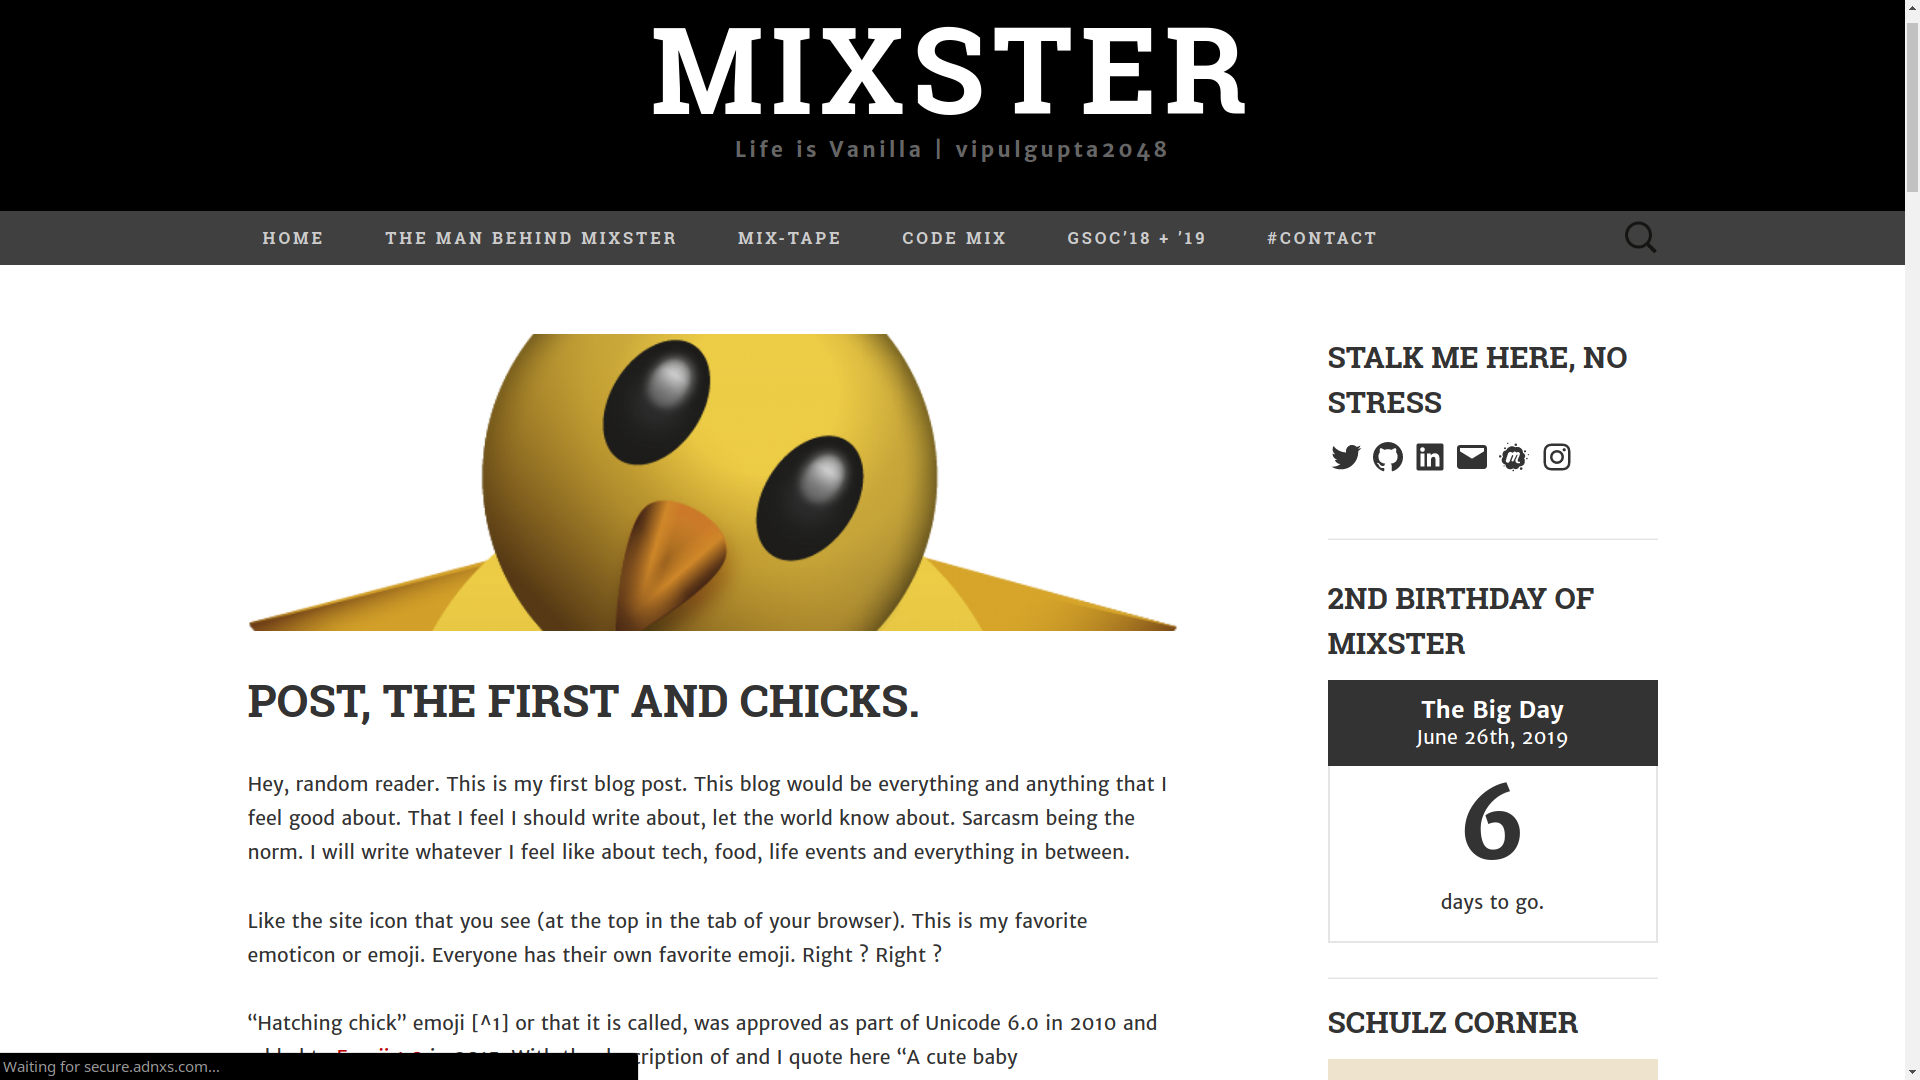 MIXSTER
Life is Vanilla | vipulgupta2048
HOME THE MAN BEHIND MIXSTER MIX-TAPE CODE MIX GSOC'18 + '19 #CONTACT
POST, THE FIRST AND CHICKS.
Hey, random reader. This is my first blog post. This blog would be everything and anything that I
feel good about. That I feel I should write about, let the world know about. Sarcasm being the
norm. I will write whatever I feel like about tech, food, life events and everything in between.
Like the site icon that you see (at the top in the tab of your browser). This is my favorite
emoticon or emoji. Everyone has their own favorite emoji. Right ? Right ?
“Hatching chick” emoji [^1] or that it is called, was approved as part of Unicode 6.0 in 2010 and
of and I quote here “A cute baby
STALK ME HERE, NO
STRESS
2ND BIRTHDAY OF
MIXSTER
The Big Day
June 26th, 2019
6
days to go.
SCHULZ CORNER
Waiting for secure.adnxs.com...